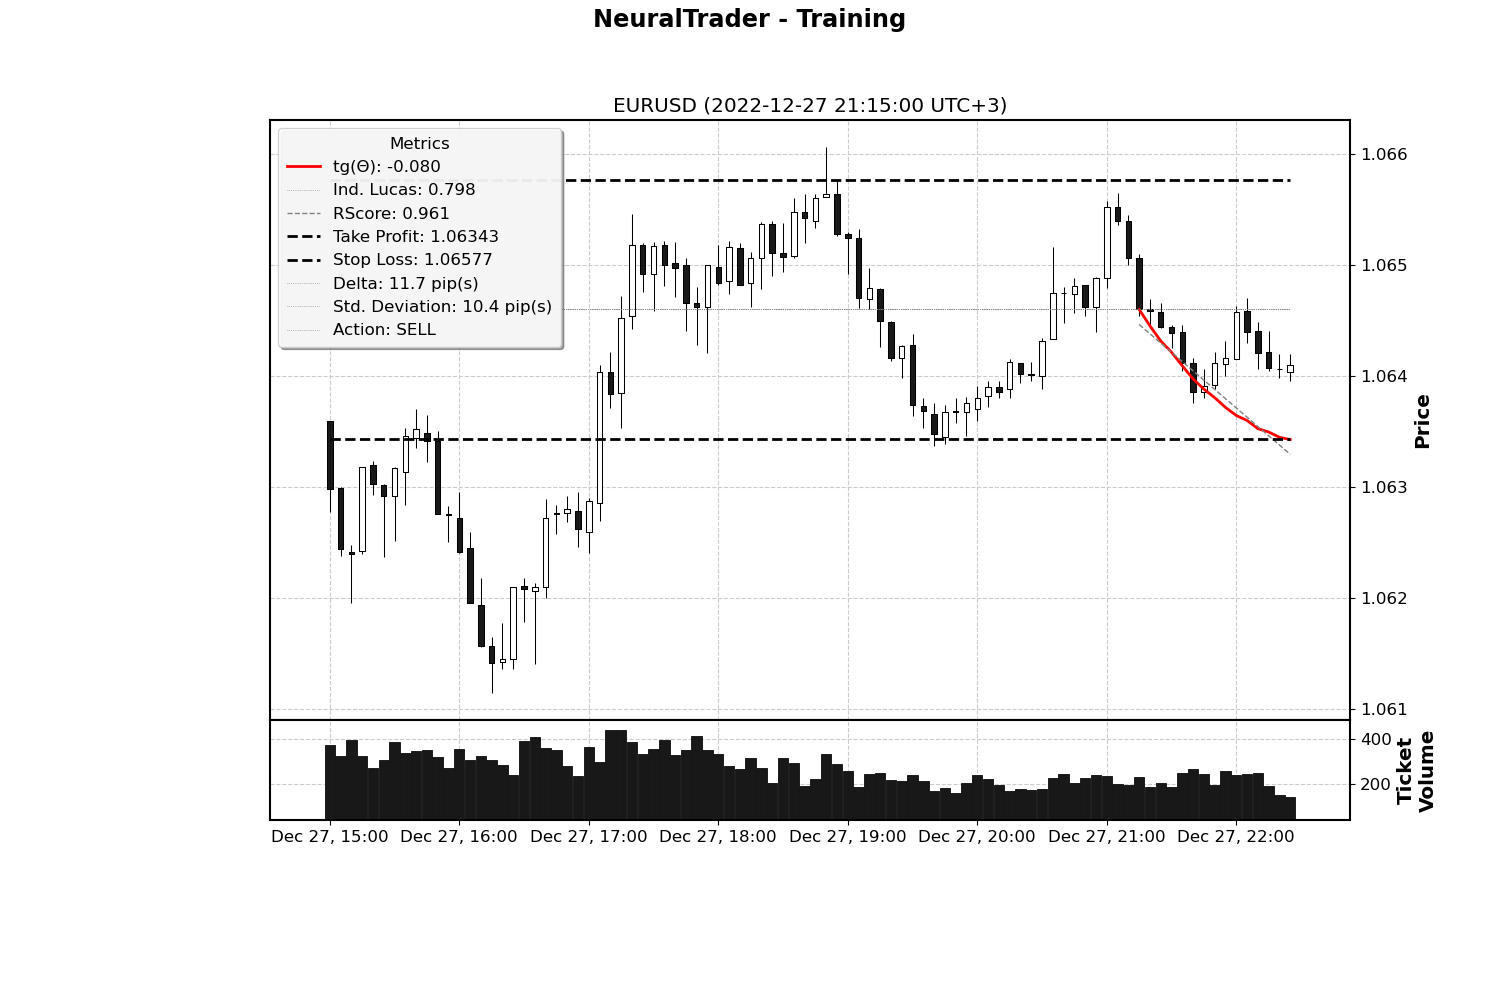 NeuralTrader - Training
EURUSD (2022-12-27 21:15:00 UTC+3)
Metrics
tg(Θ): -0.080
Ind. Lucas: 0.798
RScore: 0.961
Take Profit: 1.06343
Stop Loss: 1.06577
Delta: 11.7 pip(s)
Std. Deviation: 10.4 pip(s)
Action: SELL
1.066
1.065
1.064
1.063
1.062
1.061
Price
400
200
Ticket
Volume
Dec 27, 15:00 Dec 27, 16:00 Dec 27, 17:00 Dec 27, 18:00 Dec 27, 19:00 Dec 27, 20:00 Dec 27, 21:00 Dec 27, 22:00